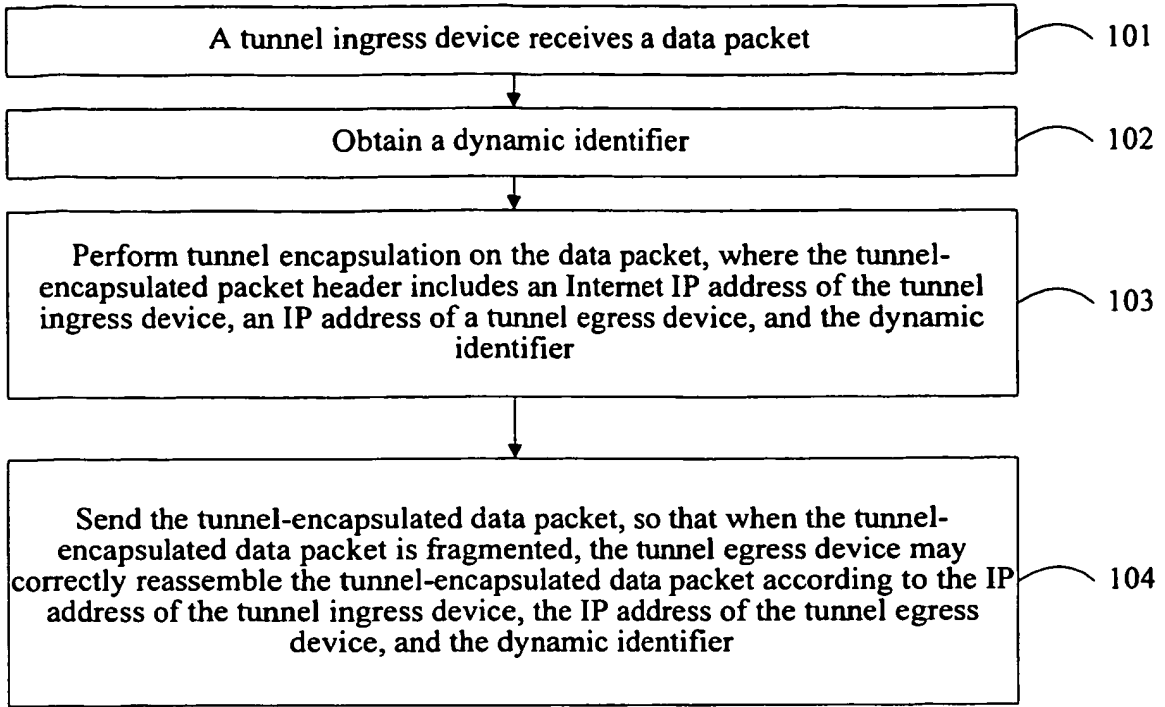 A tunnel ingress device receives a data packet
101
Obtain a dynamic identifier
102
Perform tunnel encapsulation on the data packet, where the tunnel-
encapsulated packet header includes an Internet IP address of the tunnel
ingress device, an IP address of a tunnel egress device, and the dynamic
identifier
103
Send the tunnel-encapsulated data packet, so that when the tunnel-
encapsulated data packet is fragmented, the tunnel egress device may
correctly reassemble the tunnel-encapsulated data packet according to the IP
address of the tunnel ingress device, the IP address of the tunnel egress
device, and the dynamic identifier
104